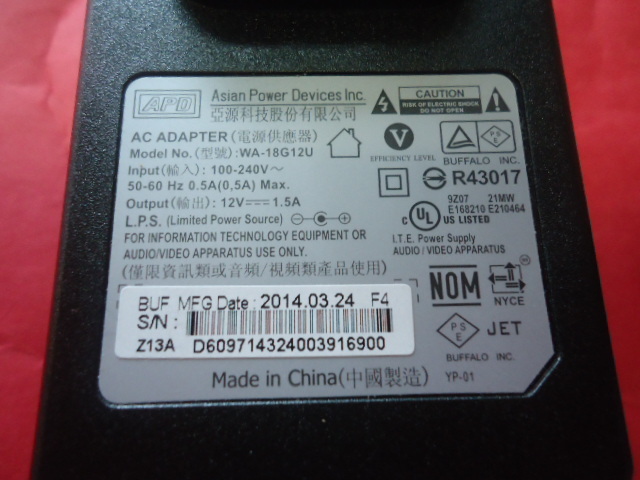 APD
Asian Power Devices Inc.
亞源科技股份有限公司
AC ADAPTER (電源供應器)
Model No.(型號):WA-18G12U
Input(輸入): 100-240V～
50-60 Hz 0.5A(0,5A) Max.
Output(輸出): 12V⎓1.5A
L.P.S. (Limited Power Source)
FOR INFORMATION TECHNOLOGY EQUIPMENT OR
AUDIO/VIDEO APPARATUS USE ONLY.
(僅限資訊類或音頻/視頻類產品使用)
CAUTION
RISK OF ELECTRIC SHOCK
DO NOT OPEN
V
EFFICIENCY LEVEL
PS
E
BUFFALO INC.
R43017
9Z07 21MW
E168210 E210464
c UL US LISTED
I.T.E. Power Supply
AUDIO / VIDEO APPARATUS
NOM
NYCE
PS
E
JET
BUFFALO INC.
BUF MFG Date : 2014.03.24 F4
S/N :
Z13A D609714324003916900
Made in China(中國製造)
YP-01